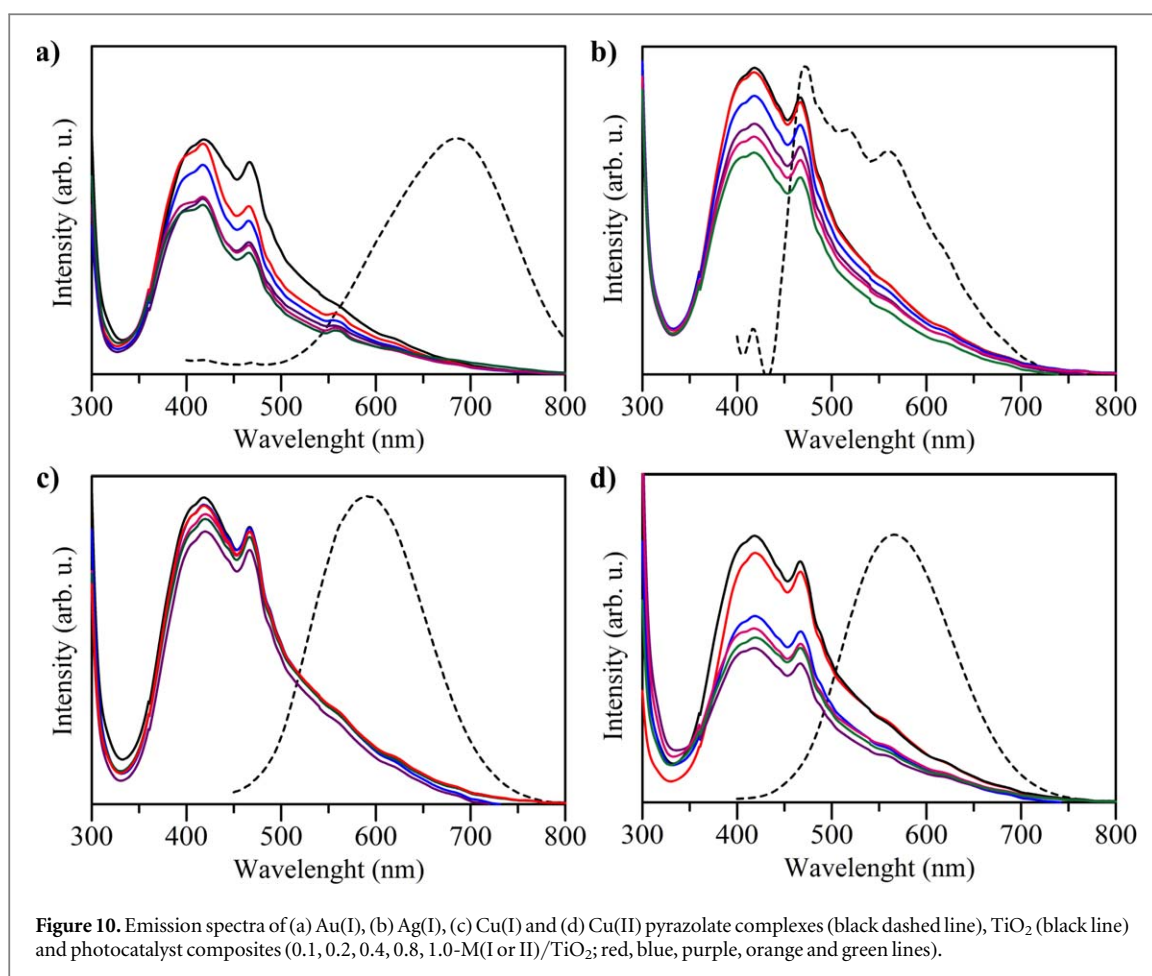 a)
Intensity (arb. u.)
300 400 500 600 700 800
Wavelenght (nm)
b)
Intensity (arb. u.)
300 400 500 600 700 800
Wavelenght (nm)
c)
Intensity (arb. u.)
300 400 500 600 700 800
Wavelenght (nm)
d)
Intensity (arb. u.)
300 400 500 600 700 800
Wavelenght (nm)
Figure 10. Emission spectra of (a) Au(I), (b) Ag(I), (c) Cu(I) and (d) Cu(II) pyrazolate complexes (black dashed line), TiO₂ (black line)
and photocatalyst composites (0.1, 0.2, 0.4, 0.8, 1.0-M(I or II)/TiO₂; red, blue, purple, orange and green lines).